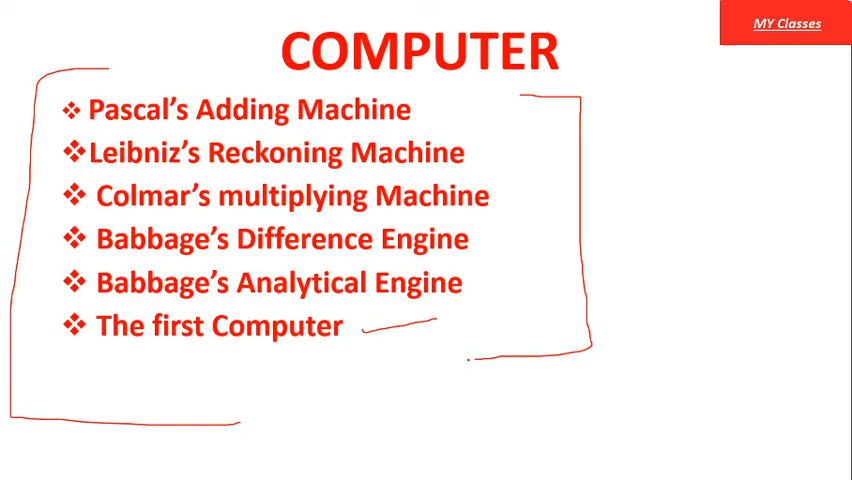 MY Classes
COMPUTER
❖ Pascal's Adding Machine
❖Leibniz's Reckoning Machine
❖ Colmar's multiplying Machine
❖ Babbage's Difference Engine
❖ Babbage's Analytical Engine
❖ The first Computer